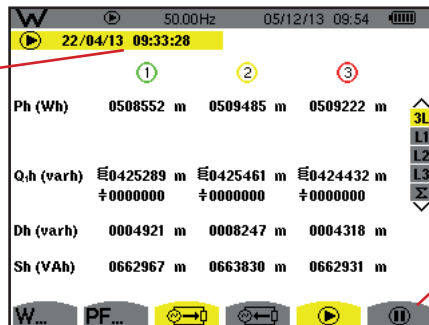 W 50.00Hz 05/12/13 09:54
22/04/13 09:33:28
1 2 3
Ph (Wh) 0508552 m 0509485 m 0509222 m
3L
L1
L2
Q₁h (varh) 0425289 m 0425461 m 0424432 m
L3
÷0000000 ÷0000000 ÷0000000
Σ
Dh (varh) 0004921 m 0008247 m 0004318 m
Sh (VAh) 0662967 m 0663830 m 0662931 m
W... PF...